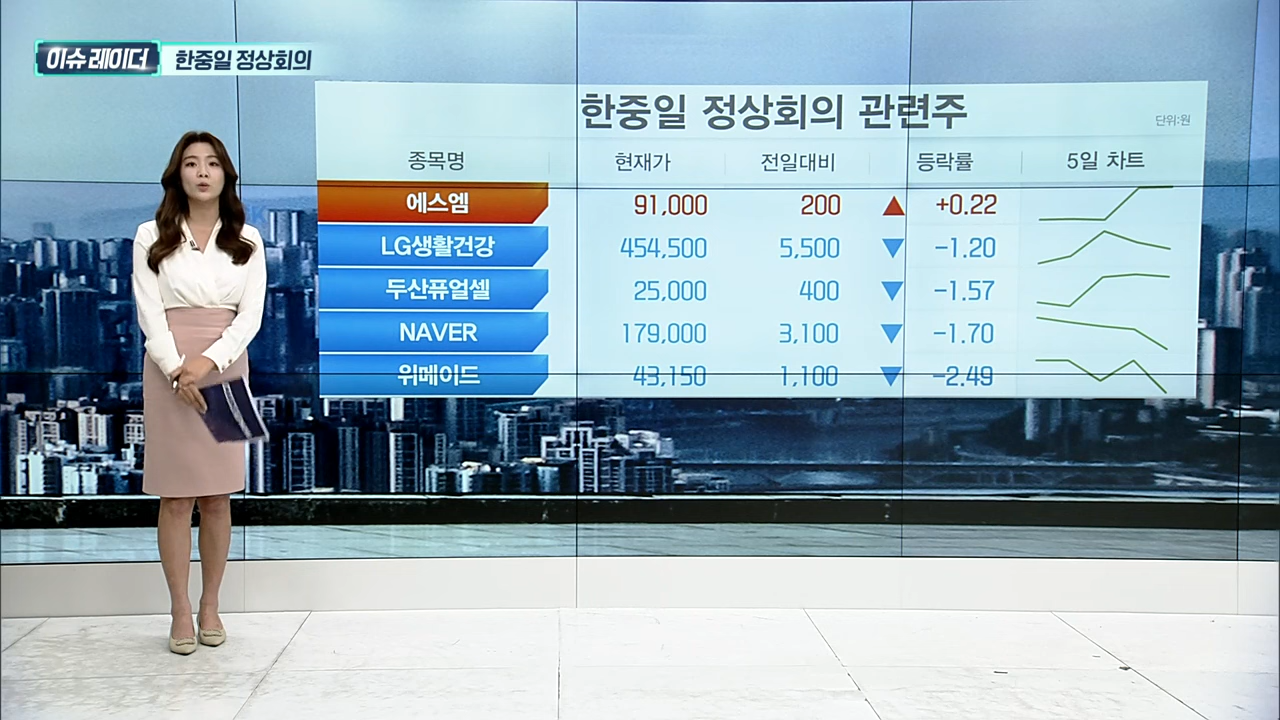 이슈 레이더 한중일 정상회의
한중일 정상회의 관련주
단위:원
종목명 현재가 전일대비 등락률 5일 차트
에스엠 91,000 200 ▲ +0.22
LG생활건강 454,500 5,500 ▼ -1.20
두산퓨얼셀 25,000 400 ▼ -1.57
NAVER 179,000 3,100 ▼ -1.70
위메이드 43,150 1,100 ▼ -2.49